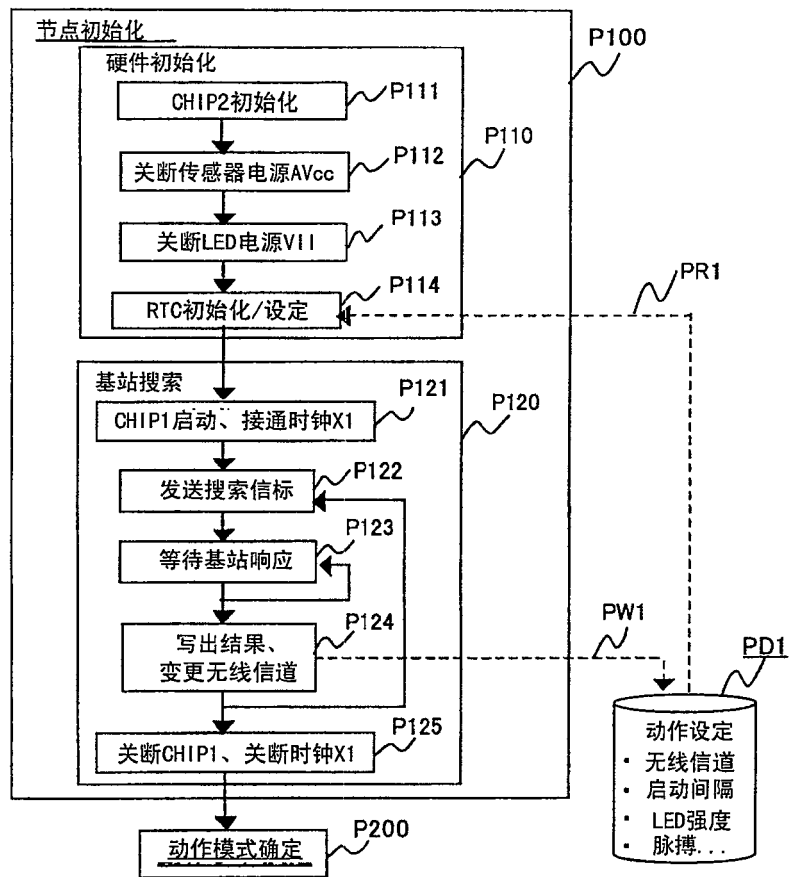 节点初始化
P100
硬件初始化
CHIP2初始化
P111
P110
关断传感器电源AVcc
P112
关断LED电源VII
P113
RTC初始化/设定
P114
PR1
基站搜索
P120
CHIP1启动、接通时钟X1
P121
发送搜索信标
P122
等待基站响应
P123
写出结果、
变更无线信道
P124
PW1
PD1
关断CHIP1、关断时钟X1
P125
动作设定
· 无线信道
· 启动间隔
· LED强度
· 脉搏...
动作模式确定
P200